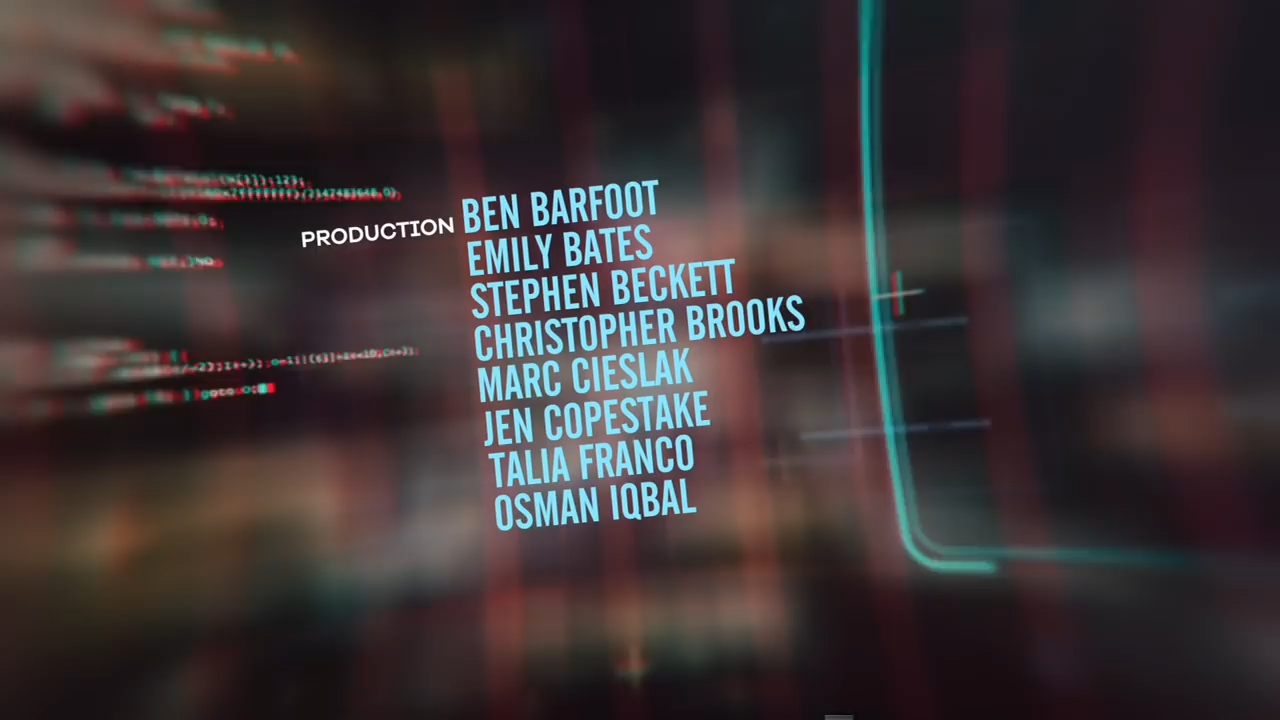 PRODUCTION BEN BARFOOT
EMILY BATES
STEPHEN BECKETT
CHRISTOPHER BROOKS
MARC CIESLAK
JEN COPESTAKE
TALIA FRANCO
OSMAN IQBAL